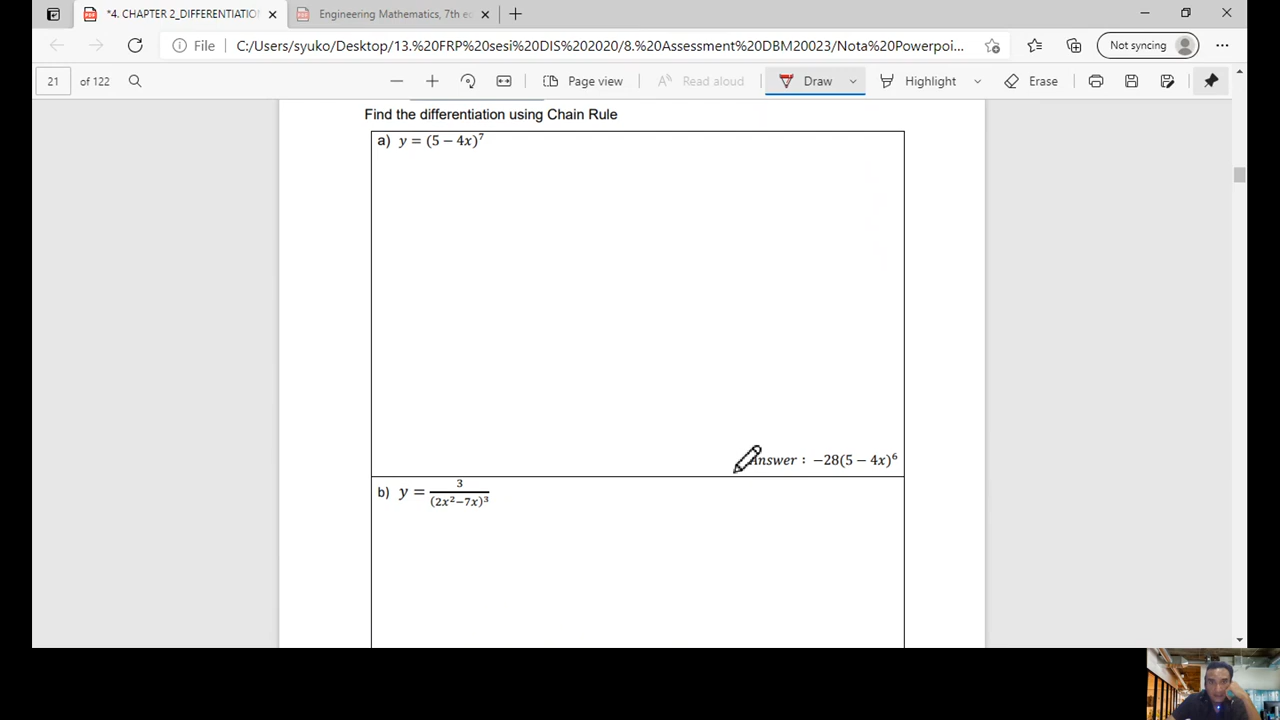 *4. CHAPTER 2_DIFFERENTIATIO
Engineering Mathematics, 7th e
File C:/Users/syuko/Desktop/13.%20FRP%20sesi%20DIS%202020/8.%20Assessment%20DBM20023/Nota%20Powerpoi... Not syncing
21 of 122 Page view Read aloud Draw Highlight Erase
Find the differentiation using Chain Rule
a) y = (5 − 4x)⁷
Answer : −28(5 − 4x)⁶
b) y = 3/(2x²−7x)³